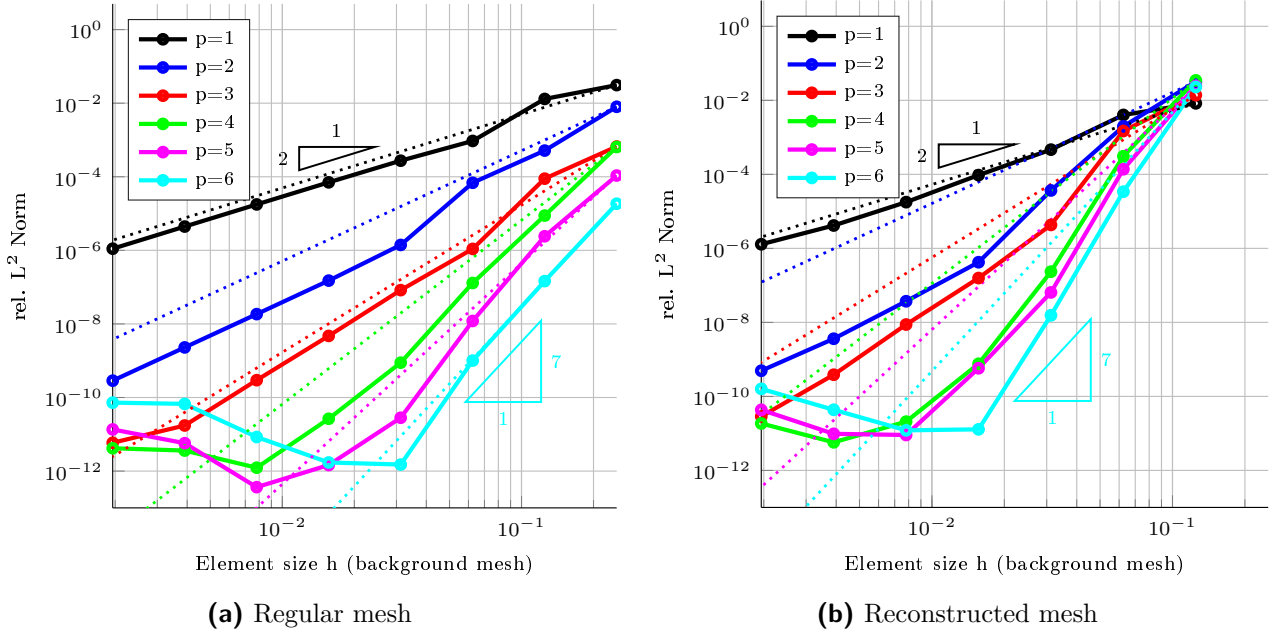 10^0
10^-2
10^-4
10^-6
10^-8
10^-10
10^-12
rel. L^2 Norm
p=1
p=2
p=3
p=4
p=5
p=6
1
2
7
1
10^-2
10^-1
Element size h (background mesh)
(a) Regular mesh
10^0
10^-2
10^-4
10^-6
10^-8
10^-10
10^-12
rel. L^2 Norm
p=1
p=2
p=3
p=4
p=5
p=6
1
2
7
1
10^-2
10^-1
Element size h (background mesh)
(b) Reconstructed mesh